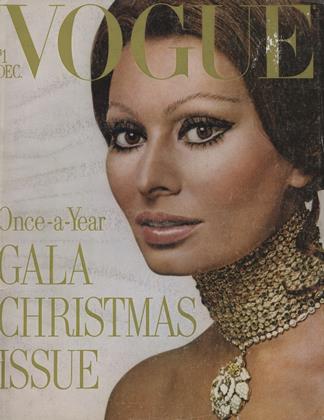 VOGUE
$1
DEC.
Once-a-Year
GALA
CHRISTMAS
ISSUE